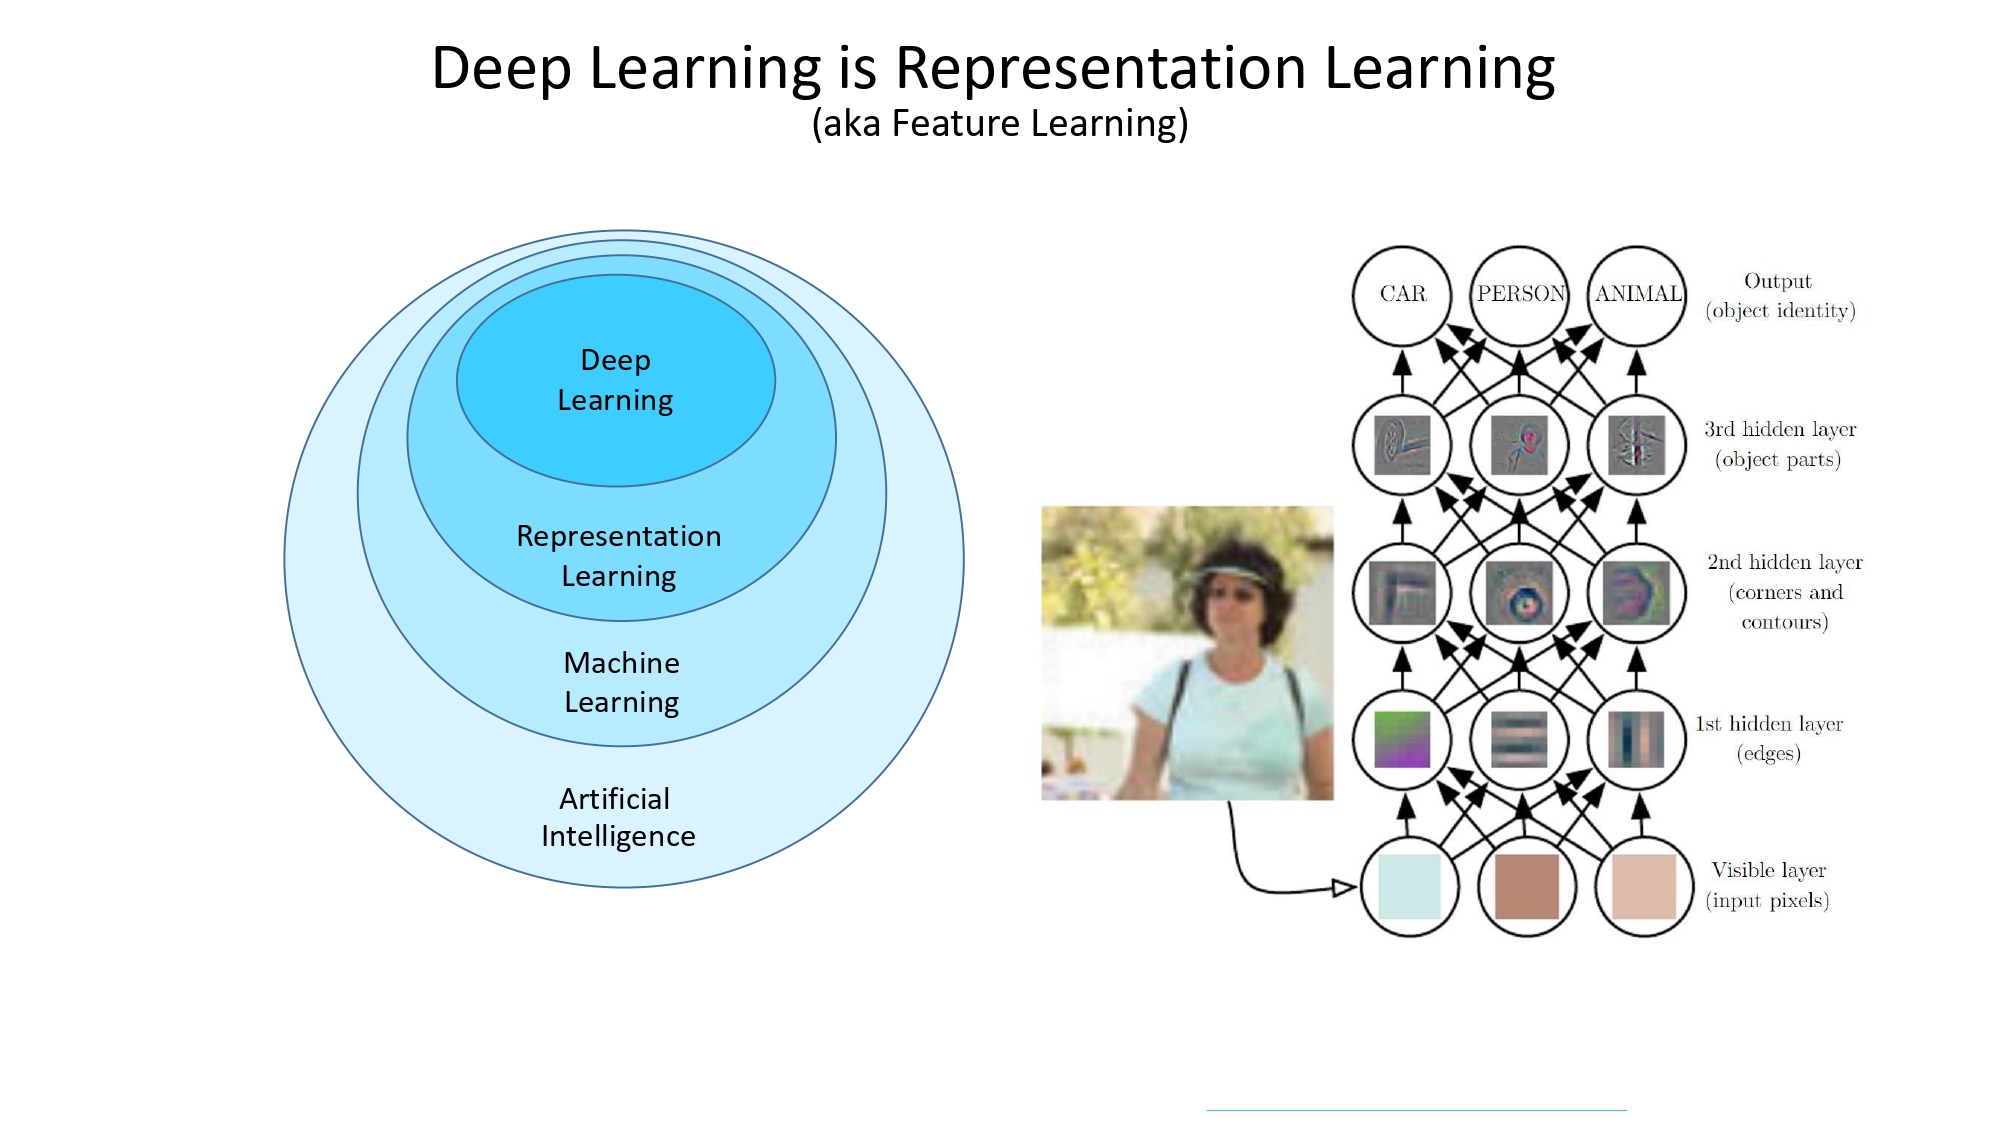 Deep Learning is Representation Learning
(aka Feature Learning)
Deep
Learning
Representation
Learning
Machine
Learning
Artificial
Intelligence
CAR
PERSON
ANIMAL
Output
(object identity)
3rd hidden layer
(object parts)
2nd hidden layer
(corners and
contours)
1st hidden layer
(edges)
Visible layer
(input pixels)